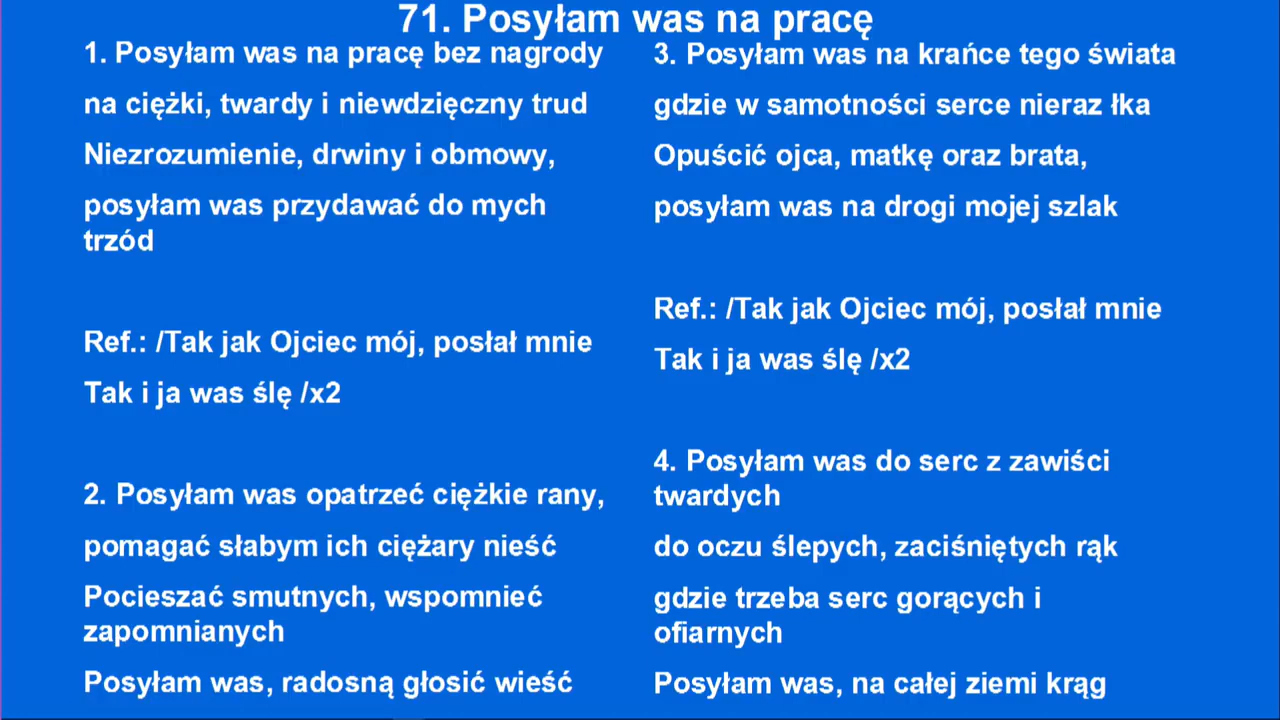 71. Posyłam was na pracę
1. Posyłam was na pracę bez nagrody
na ciężki, twardy i niewdzięczny trud
Niezrozumienie, drwiny i obmowy,
posyłam was przydawać do mych
trzód
Ref.: /Tak jak Ojciec mój, posłał mnie
Tak i ja was ślę /x2
2. Posyłam was opatrzeć ciężkie rany,
pomagać słabym ich ciężary nieść
Pocieszać smutnych, wspomnieć
zapomnianych
Posyłam was, radosną głosić wieść
3. Posyłam was na krańce tego świata
gdzie w samotności serce nieraz łka
Opuścić ojca, matkę oraz brata,
posyłam was na drogi mojej szlak
Ref.: /Tak jak Ojciec mój, posłał mnie
Tak i ja was ślę /x2
4. Posyłam was do serc z zawiści
twardych
do oczu ślepych, zaciśniętych rąk
gdzie trzeba serc gorących i
ofiarnych
Posyłam was, na całej ziemi krąg